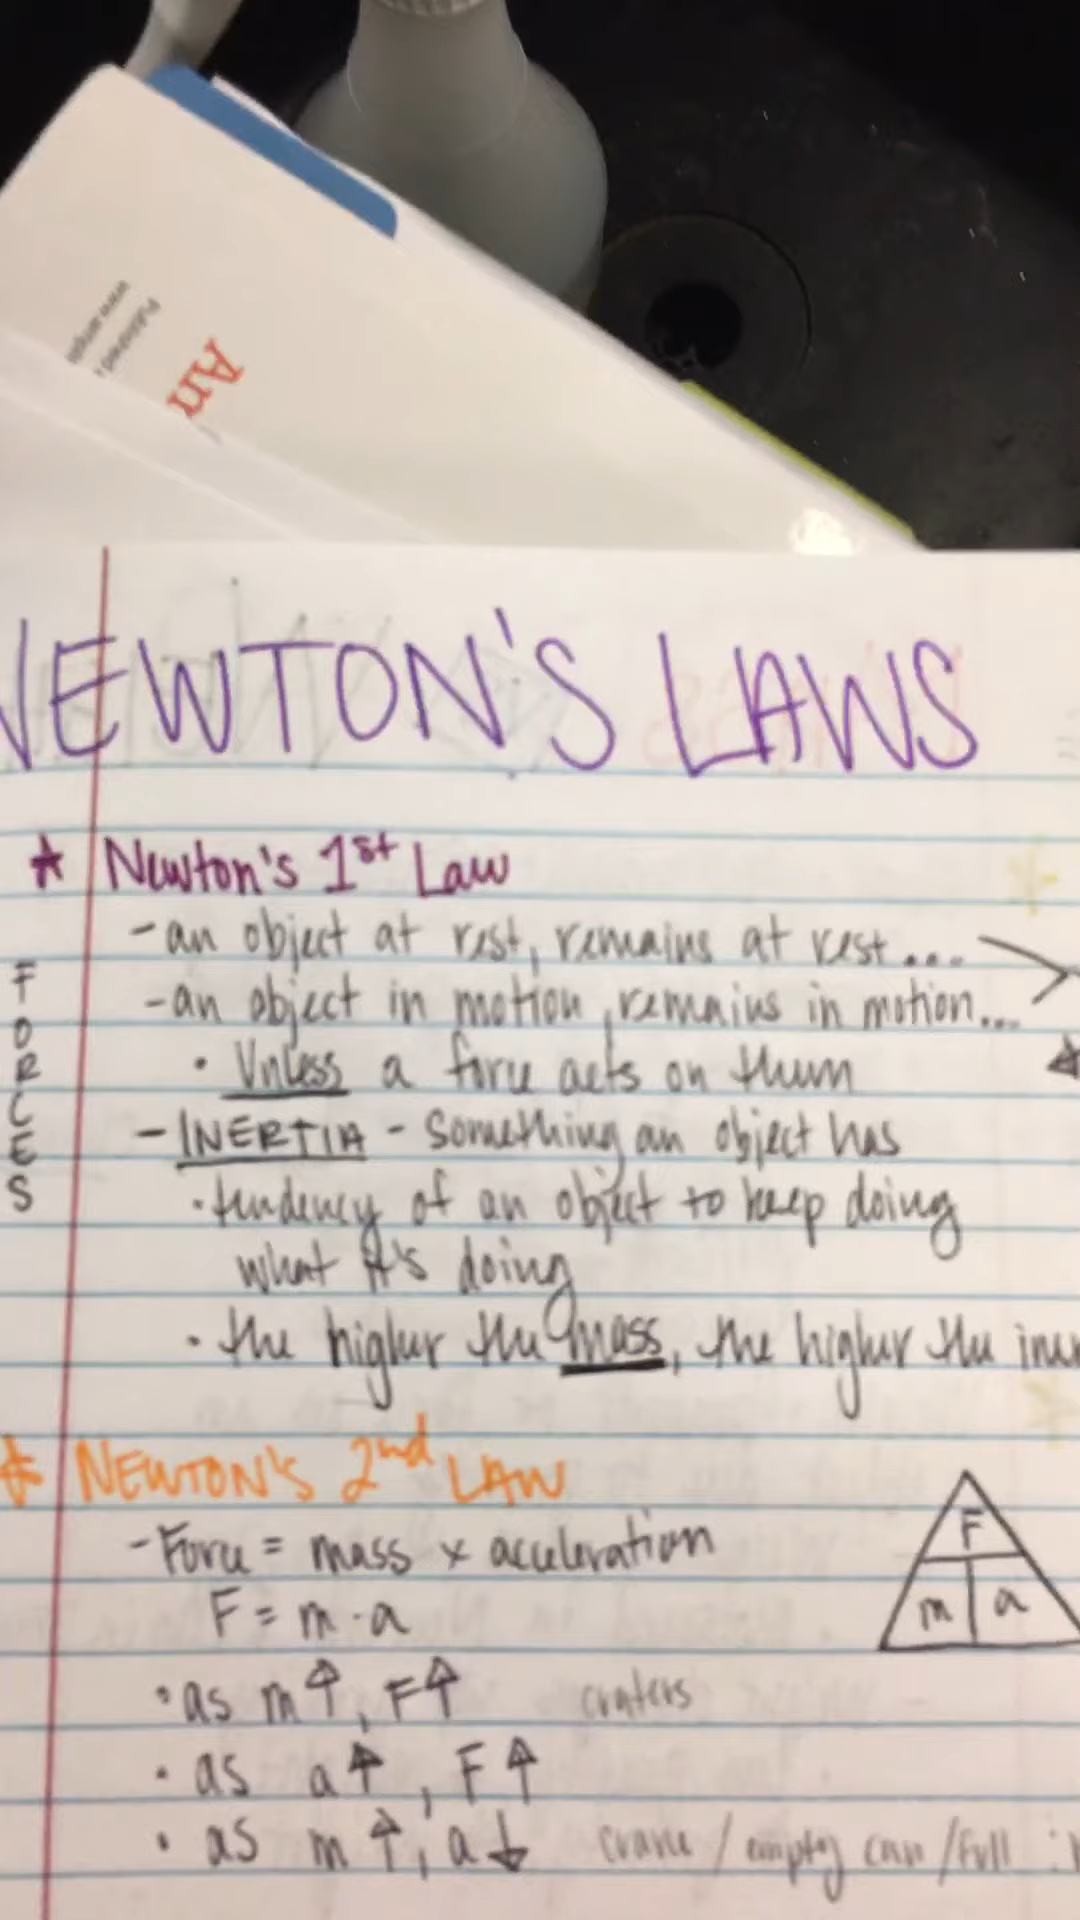 An
NEWTON'S LAWS
Newton's 1st Law
-an object at rest, remains at rest...
-an object in motion, remains in motion...
• Unless a force acts on them
- INERTIA - Something an object has
• tendency of an object to keep doing
what it's doing
• the higher the mass, the higher the iner
FORCES
NEWTON'S 2nd LAW
- Force = mass x acceleration
F = m · a
F
m a
• as m↑, F↑ craters
• as a↑, F↑
• as m↑, a↓ crane / empty can / full